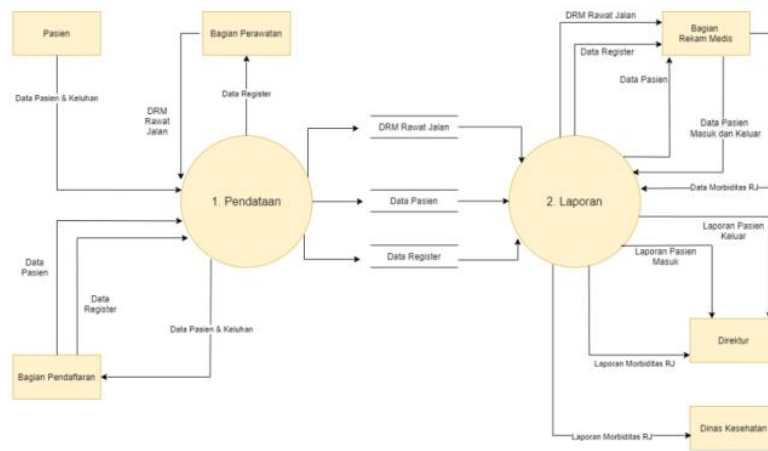 Pasien
Bagian Perawatan
DRM Rawat Jalan
Bagian
Rekam Medis
Data Register
Data Pasien
Data Pasien & Keluhan
Data Register
DRM
Rawat
Jalan
DRM Rawat Jalan
Data Pasien
Masuk dan Keluar
1. Pendataan
Data Pasien
2. Laporan
Data Morbiditas RJ
Laporan Pasien
Keluar
Data Register
Laporan Pasien
Masuk
Data
Pasien
Data
Register
Data Pasien & Keluhan
Direktur
Laporan Morbiditas RJ
Bagian Pendaftaran
Dinas Kesehatan
Laporan Morbiditas RJ